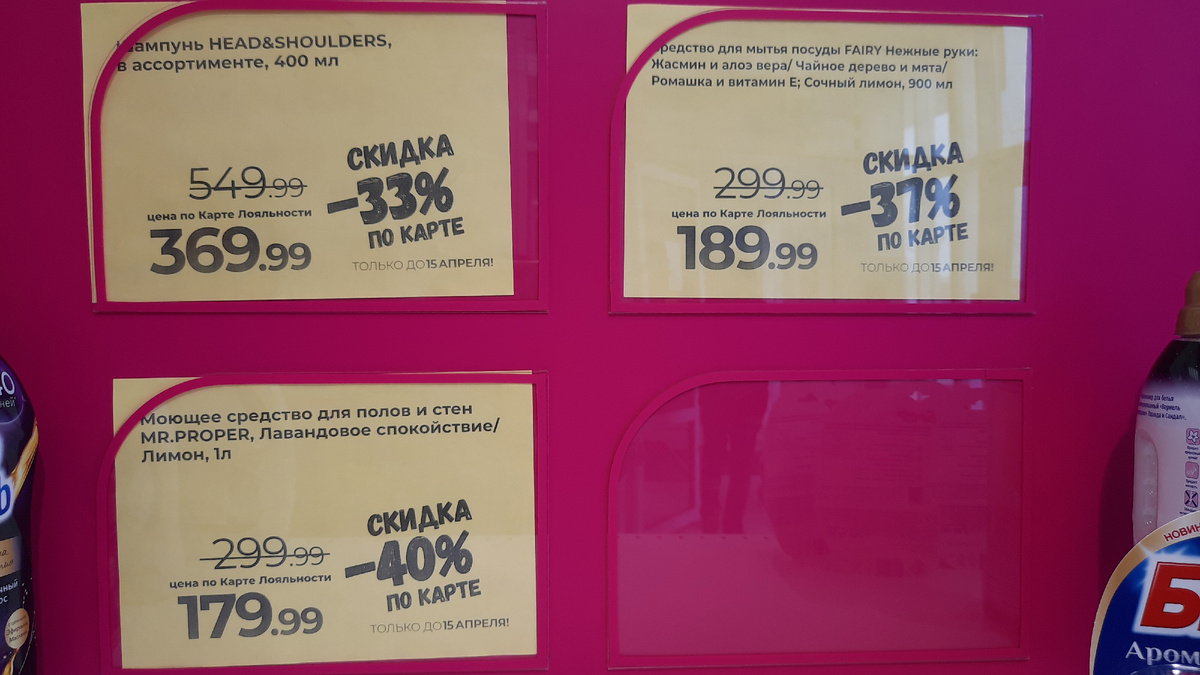 Шампунь HEAD&SHOULDERS,
в ассортименте, 400 мл
549.99
цена по Карте Лояльности
369.99
СКИДКА
-33%
ПО КАРТЕ
ТОЛЬКО ДО 15 АПРЕЛЯ!
средство для мытья посуды FAIRY Нежные руки:
Жасмин и алоэ вера/ Чайное дерево и мята/
Ромашка и витамин Е; Сочный лимон, 900 мл
299.99
цена по Карте Лояльности
189.99
СКИДКА
-37%
ПО КАРТЕ
ТОЛЬКО ДО 15 АПРЕЛЯ!
Моющее средство для полов и стен
MR.PROPER, Лавандовое спокойствие/
Лимон, 1л
299.99
цена по Карте Лояльности
179.99
СКИДКА
-40%
ПО КАРТЕ
ТОЛЬКО ДО 15 АПРЕЛЯ!
Аром